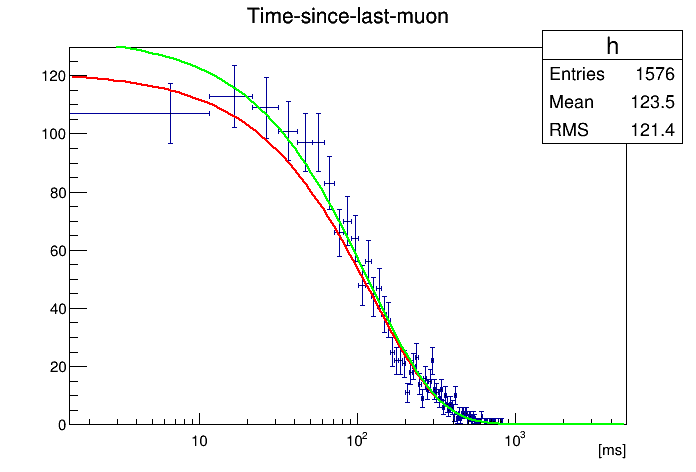 Time-since-last-muon
h
Entries 1576
Mean 123.5
RMS 121.4
120
100
80
60
40
20
0
10 10² 10³
[ms]